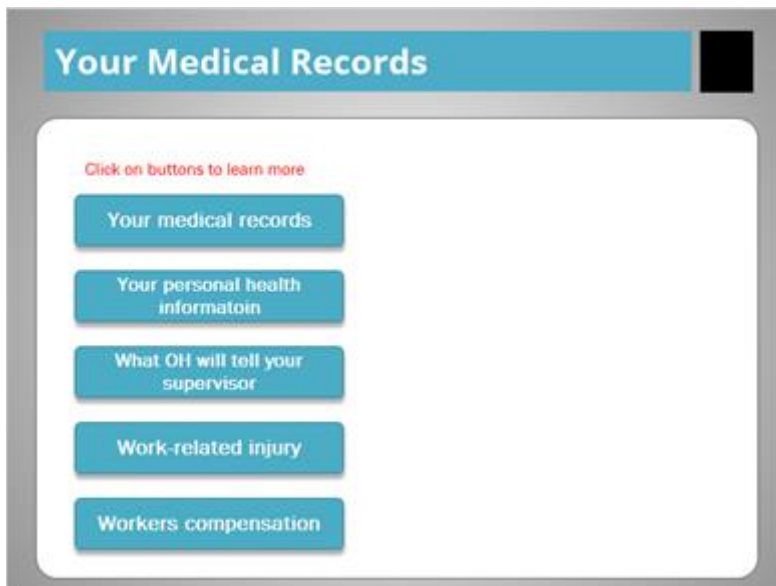 Your Medical Records
Click on buttons to learn more
Your medical records
Your personal health
informatoin
What OH will tell your
supervisor
Work-related injury
Workers compensation